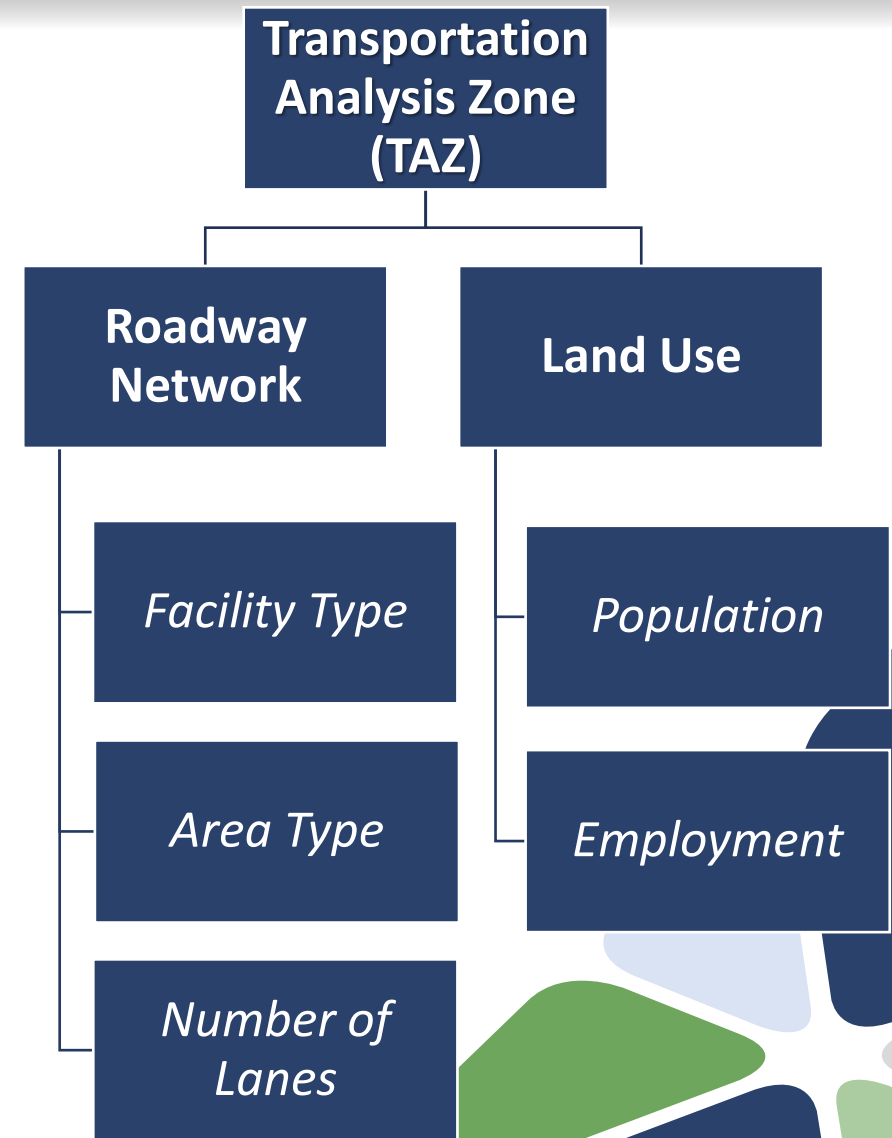 Transportation
Analysis Zone
(TAZ)
Roadway
Network
Land Use
Facility Type
Area Type
Number of
Lanes
Population
Employment